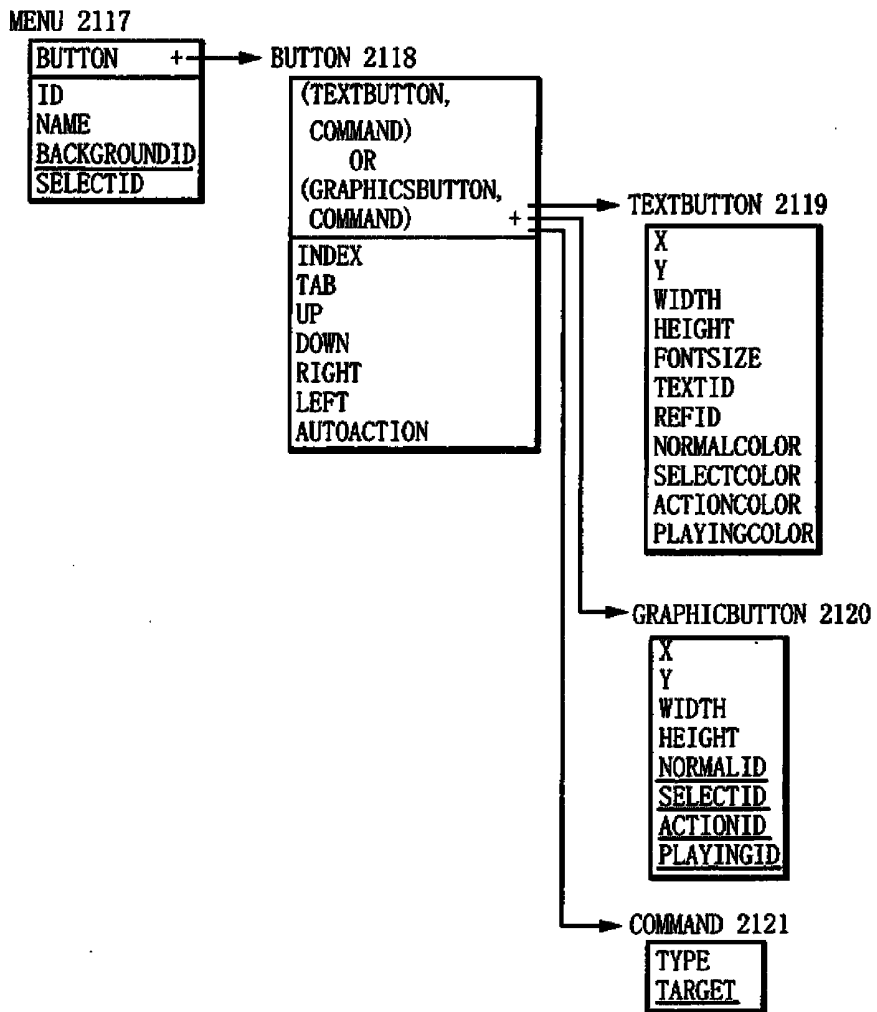 MENU 2117
BUTTON +
ID
NAME
BACKGROUNDID
SELECTID
BUTTON 2118
(TEXTBUTTON,
COMMAND)
OR
(GRAPHICSBUTTON,
COMMAND) +
INDEX
TAB
UP
DOWN
RIGHT
LEFT
AUTOACTION
TEXTBUTTON 2119
X
Y
WIDTH
HEIGHT
FONTSIZE
TEXTID
REFID
NORMALCOLOR
SELECTCOLOR
ACTIONCOLOR
PLAYINGCOLOR
GRAPHICBUTTON 2120
X
Y
WIDTH
HEIGHT
NORMALID
SELECTID
ACTIONID
PLAYINGID
COMMAND 2121
TYPE
TARGET